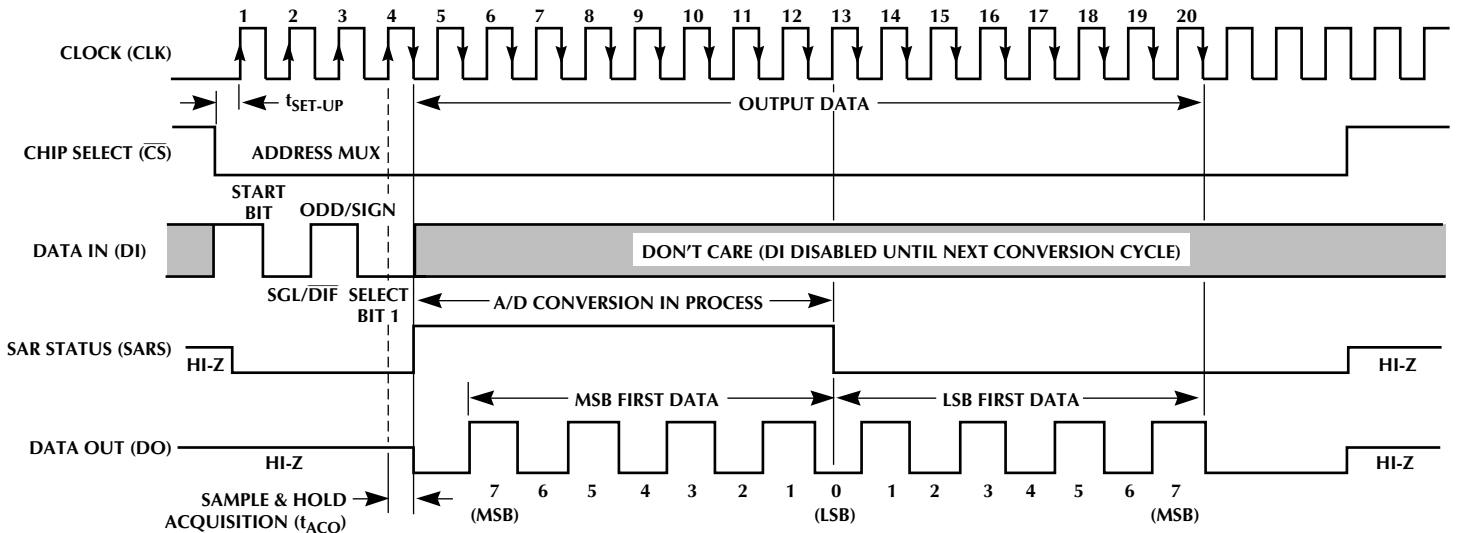 1 2 3 4 5 6 7 8 9 10 11 12 13 14 15 16 17 18 19 20
CLOCK (CLK)
tSET-UP
OUTPUT DATA
CHIP SELECT (CS)
ADDRESS MUX
START
BIT
ODD/SIGN
DATA IN (DI)
DON'T CARE (DI DISABLED UNTIL NEXT CONVERSION CYCLE)
SGL/DIF
SELECT
BIT 1
A/D CONVERSION IN PROCESS
SAR STATUS (SARS)
HI-Z
HI-Z
MSB FIRST DATA
LSB FIRST DATA
DATA OUT (DO)
HI-Z
HI-Z
7 6 5 4 3 2 1 0 1 2 3 4 5 6 7
(MSB) (LSB) (MSB)
SAMPLE & HOLD
ACQUISITION (tACO)